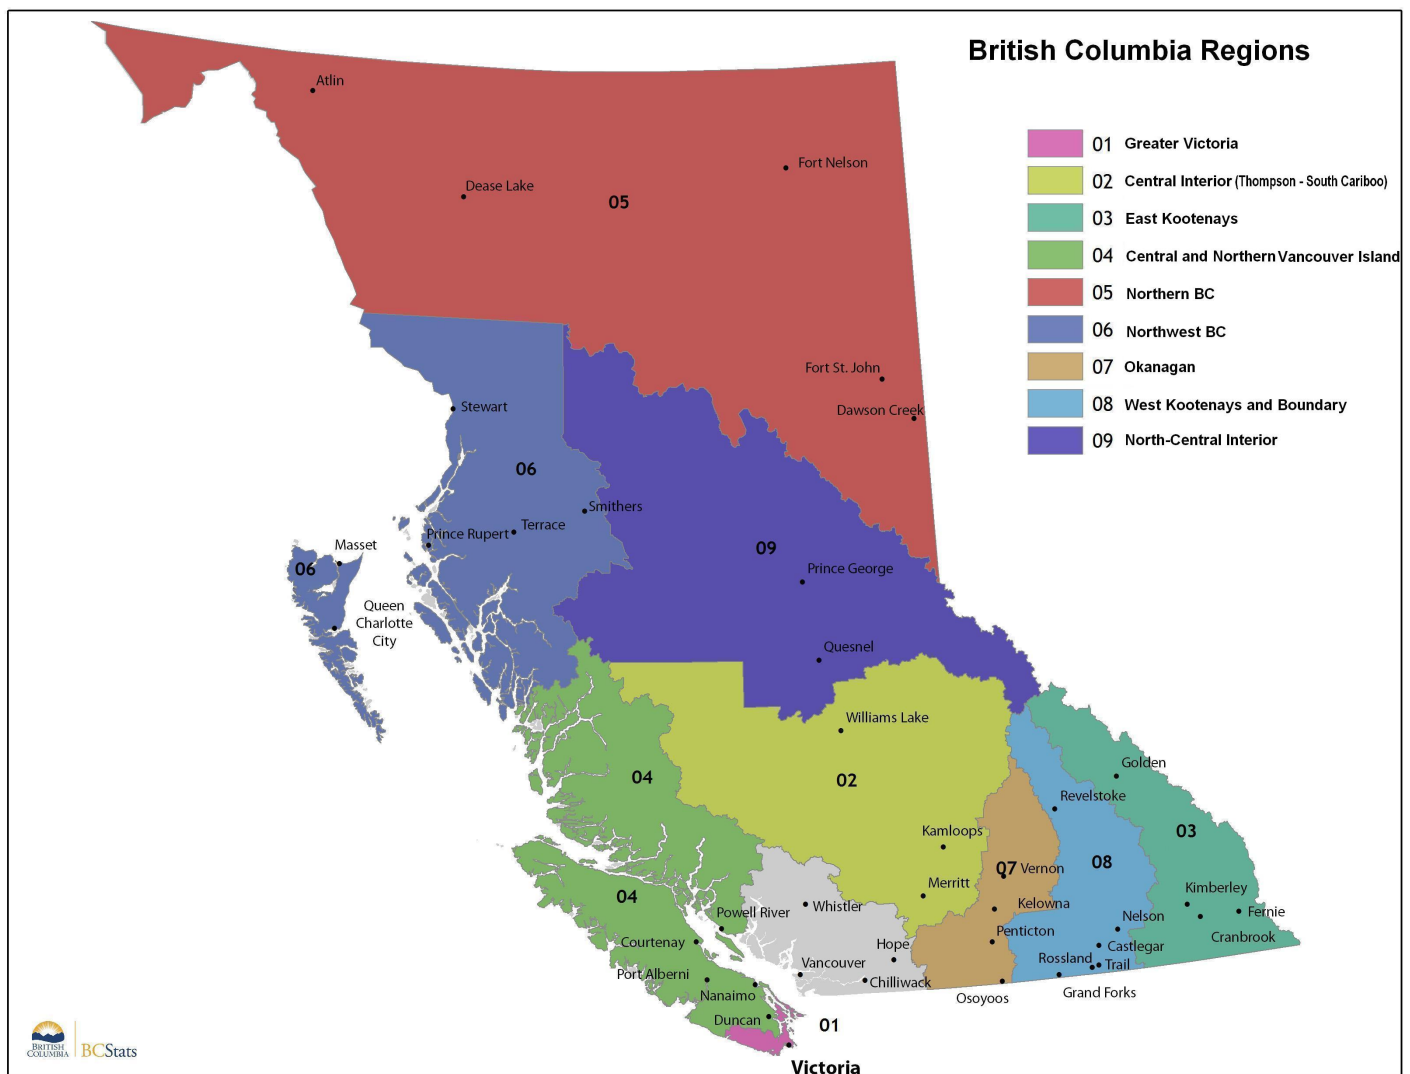 British Columbia Regions
01 Greater Victoria
02 Central Interior (Thompson - South Cariboo)
03 East Kootenays
04 Central and Northern Vancouver Island
05 Northern BC
06 Northwest BC
07 Okanagan
08 West Kootenays and Boundary
09 North-Central Interior
Atlin
Fort Nelson
Dease Lake
05
Fort St. John
Dawson Creek
Stewart
06
Smithers
Terrace
Prince Rupert
Masset
06
09
Prince George
Queen
Charlotte
City
Quesnel
Williams Lake
04
02
Golden
Revelstoke
Kamloops
03
08
07
Vernon
Merritt
Kimberley
04
Powell River
Whistler
Kelowna
Nelson
Fernie
Cranbrook
Courtenay
Hope
Penticton
Castlegar
Rossland
Trail
Port Alberni
Vancouver
Chilliwack
Nanaimo
Osoyoos
Grand Forks
Duncan
01
Victoria
BRITISH
COLUMBIA
BCStats